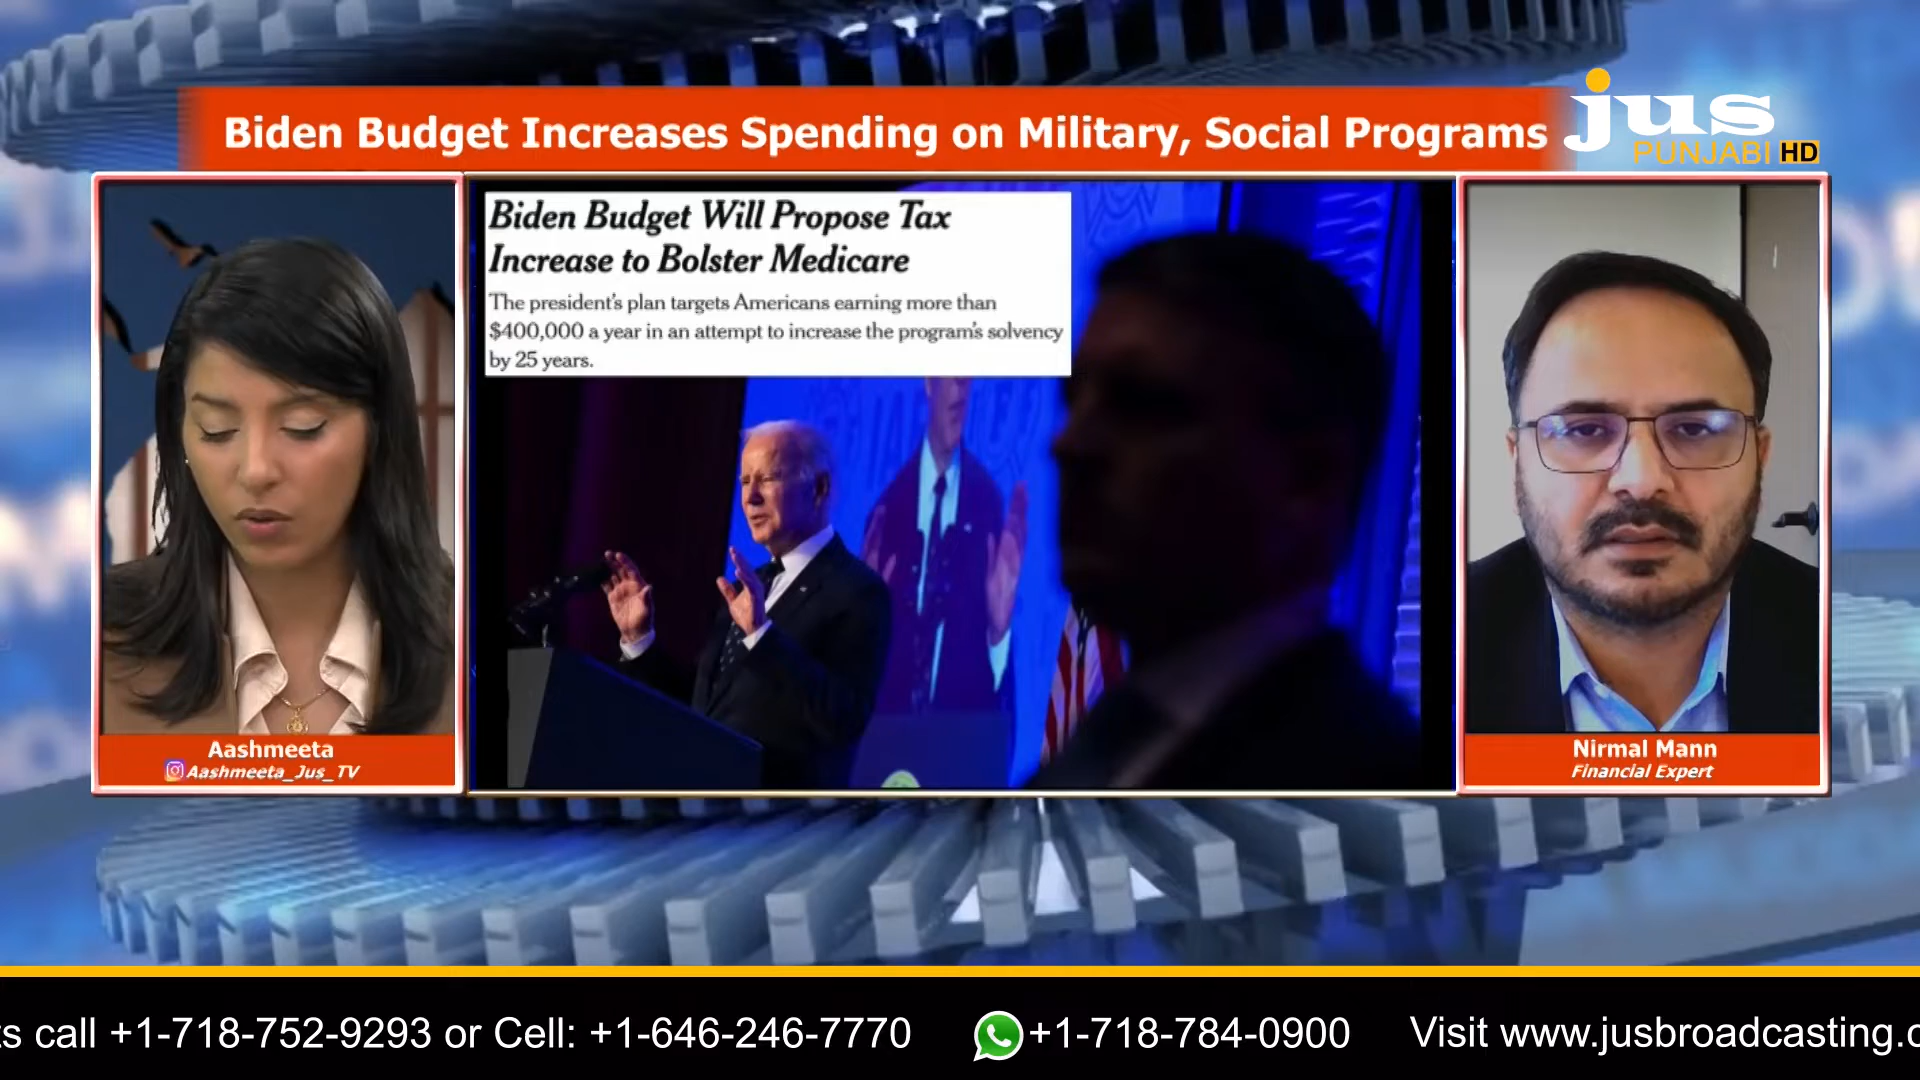 Biden Budget Increases Spending on Military, Social Programs
jus
PUNJABI HD
Biden Budget Will Propose Tax
Increase to Bolster Medicare
The president's plan targets Americans earning more than
$400,000 a year in an attempt to increase the program's solvency
by 25 years.
Aashmeeta
Aashmeeta_Jus_TV
Nirmal Mann
Financial Expert
ts call +1-718-752-9293 or Cell: +1-646-246-7770 +1-718-784-0900 Visit www.jusbroadcasting.c